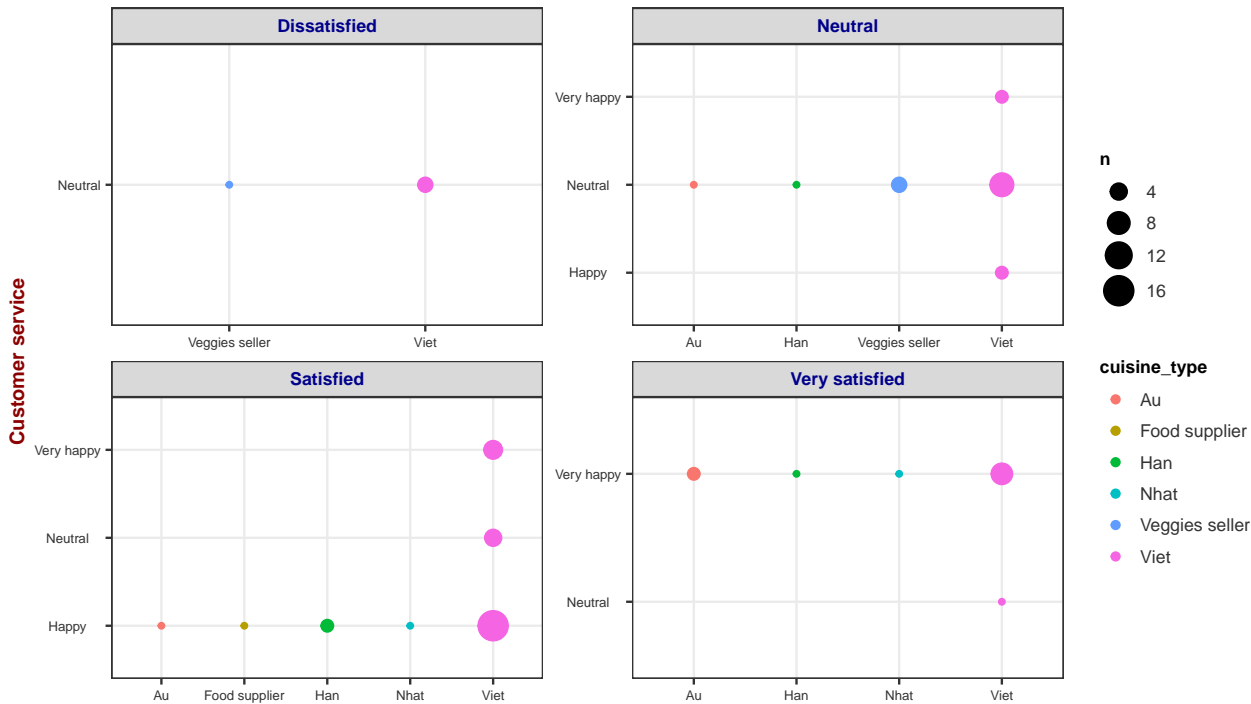 Dissatisfied
Neutral
Veggies seller
Viet
Neutral
Very happy
Neutral
Happy
Au
Han
Veggies seller
Viet
Customer service
Satisfied
Very happy
Neutral
Happy
Au
Food supplier
Han
Nhat
Viet
Very satisfied
Very happy
Neutral
Au
Han
Nhat
Viet
n
4
8
12
16
cuisine_type
Au
Food supplier
Han
Nhat
Veggies seller
Viet